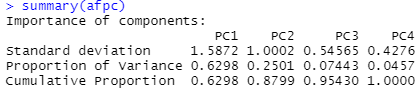 > summary(afpc)
Importance of components:
PC1 PC2 PC3 PC4
Standard deviation 1.5872 1.0002 0.54565 0.4276
Proportion of Variance 0.6298 0.2501 0.07443 0.0457
Cumulative Proportion 0.6298 0.8799 0.95430 1.0000